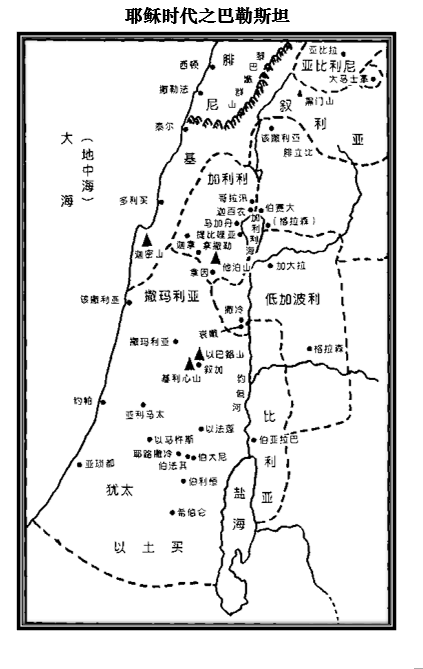 耶稣时代之巴勒斯坦
亚比拉
西顿
腓
黎巴嫩群山
亚比利尼
大马士革
撒勒法
尼
叙
黑门山
利
泰尔
亚
该撒利亚
腓立比
基
大
海
(地中海)
加利利
哥拉汛
多利买
迦百农
伯赛大
马加丹
(格拉森)
提比哩亚
加利利海
迦拿
拿撒勒
迦密山
他泊山
加大拉
拿因
撒玛利亚
低加波利
该撒利亚
撒冷
哀嫩
撒玛利亚
以巴路山
格拉森
叙加
基利心山
约但河
约帕
亚利马太
比
利
亚
以法莲
以马忤斯
伯亚拉巴
耶路撒冷
伯大尼
亚琐都
伯法其
犹太
伯利恒
盐
海
希伯仑
以土买